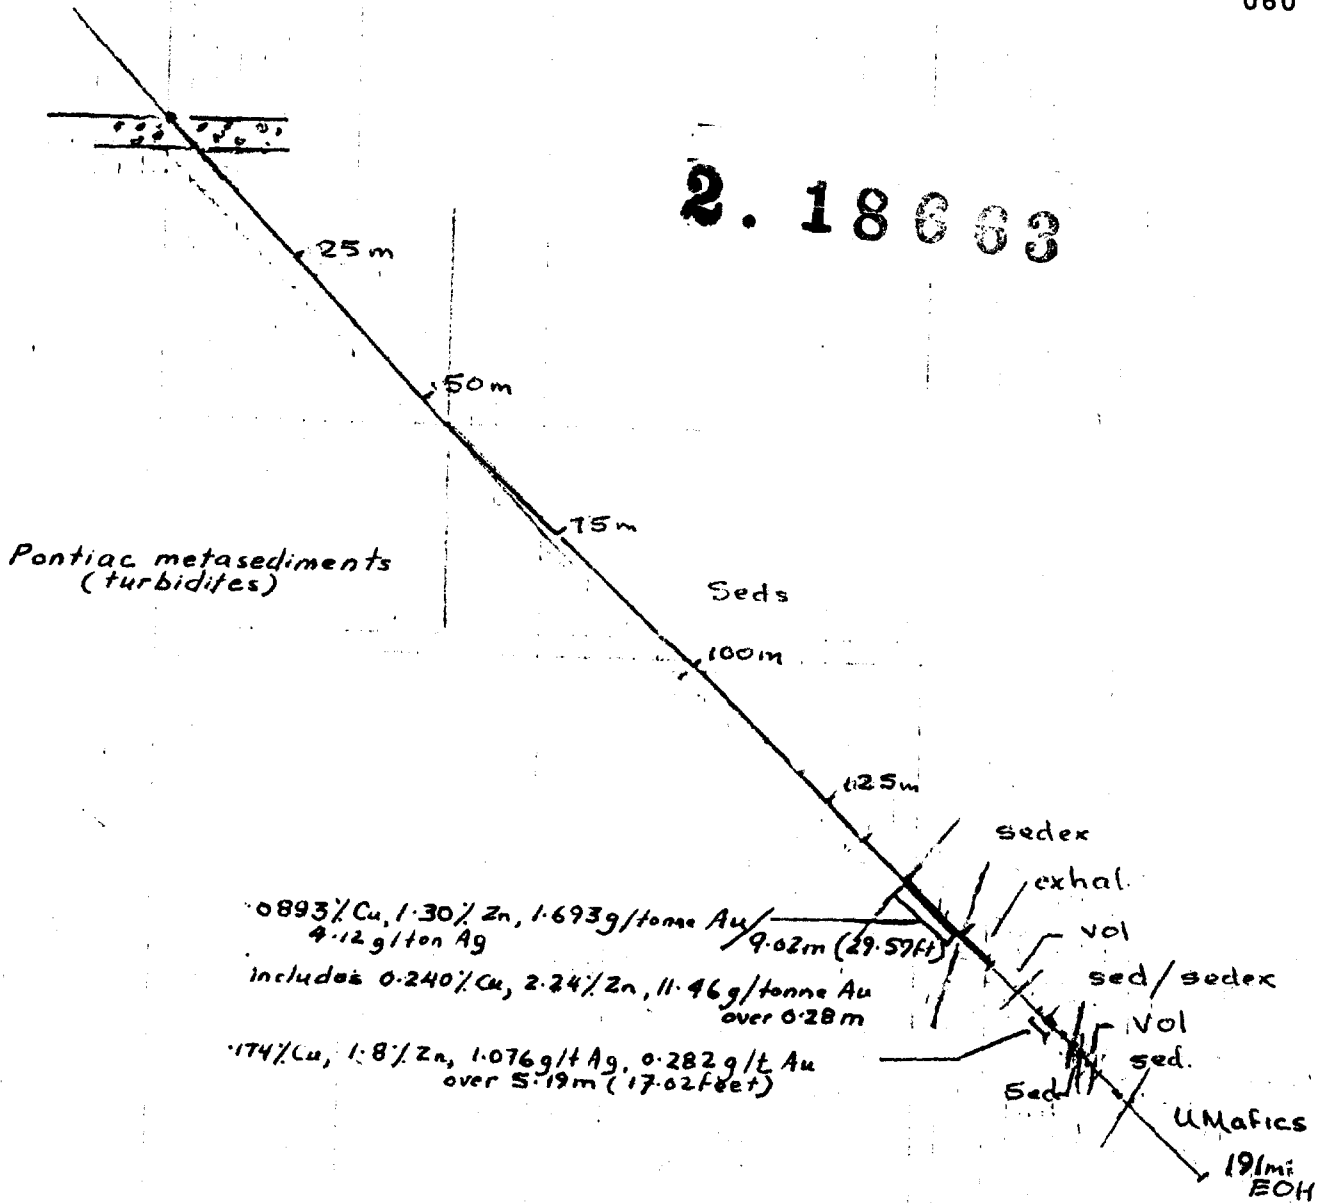 060
2.18663
25m
50m
75m
Pontiac metasediments
(turbidites)
Seds
100m
125m
sedex
exhal.
vol
.0893% Cu, 1.30% Zn, 1.693g/tonne Au/
9.02m (29.59ft)
4.12 g/ton Ag
includes 0.240% Cu, 2.24% Zn, 11.46 g/tonne Au
over 0.28m
sed/sedex
Vol
sed.
.174% Cu, 1.8% Zn, 1.076g/t Ag, 0.282 g/t Au
over 5.19m (17.02feet)
Sed
UMafics
191m
EOH